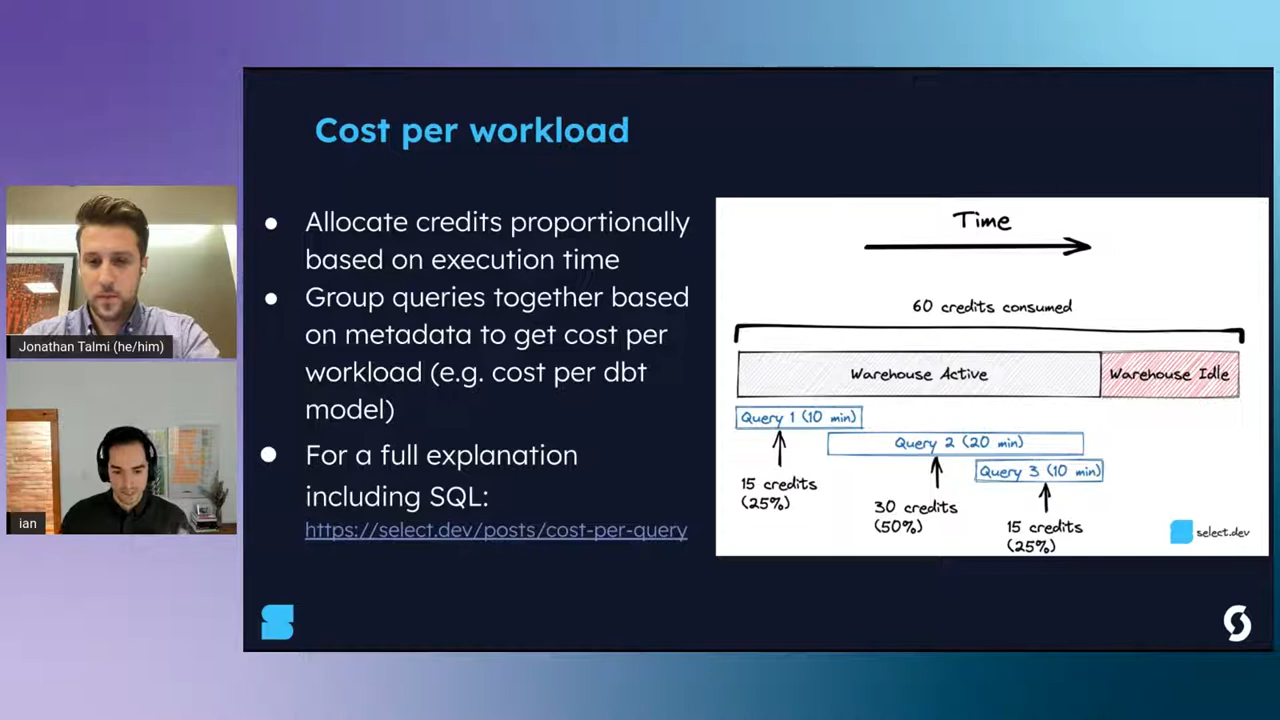 Cost per workload
● Allocate credits proportionally
based on execution time
● Group queries together based
on metadata to get cost per
workload (e.g. cost per dbt
model)
● For a full explanation
including SQL:
https://select.dev/posts/cost-per-query
Time
60 credits consumed
Warehouse Active
Warehouse Idle
Query 1 (10 min)
Query 2 (20 min)
Query 3 (10 min)
15 credits
(25%)
30 credits
(50%)
15 credits
(25%)
select.dev
Jonathan Talmi (he/him)
ian